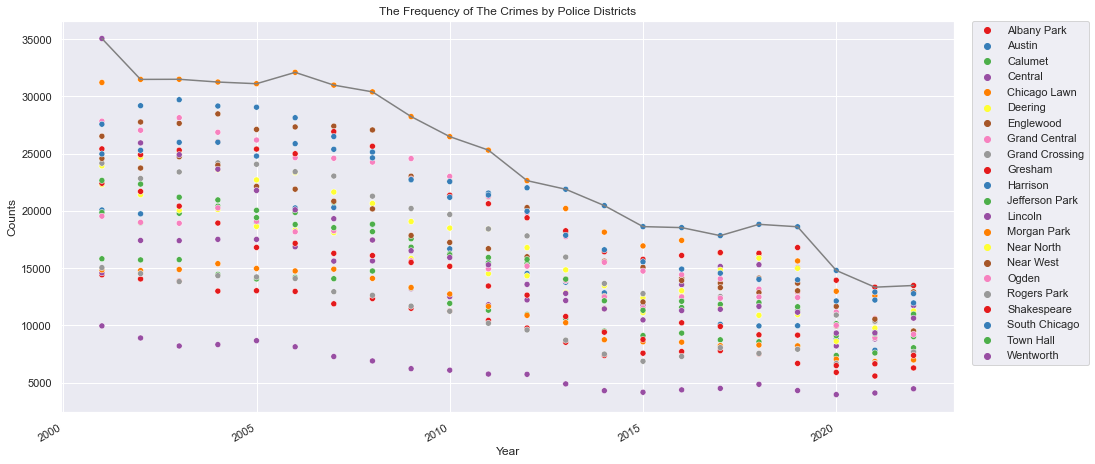 The Frequency of The Crimes by Police Districts
35000
30000
25000
20000
15000
10000
5000
Counts
2000
2005
2010
2015
2020
Year
Albany Park
Austin
Calumet
Central
Chicago Lawn
Deering
Englewood
Grand Central
Grand Crossing
Gresham
Harrison
Jefferson Park
Lincoln
Morgan Park
Near North
Near West
Ogden
Rogers Park
Shakespeare
South Chicago
Town Hall
Wentworth